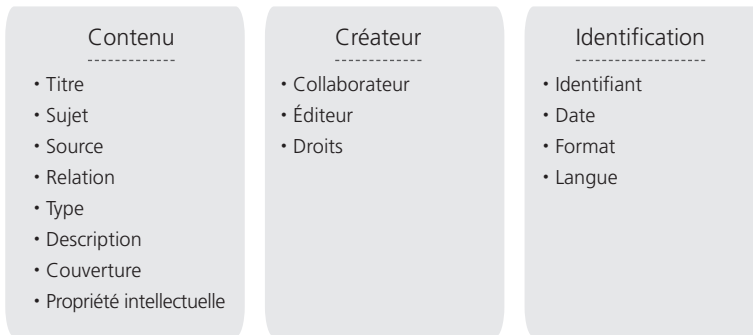 Contenu
• Titre
• Sujet
• Source
• Relation
• Type
• Description
• Couverture
• Propriété intellectuelle
Créateur
• Collaborateur
• Éditeur
• Droits
Identification
• Identifiant
• Date
• Format
• Langue